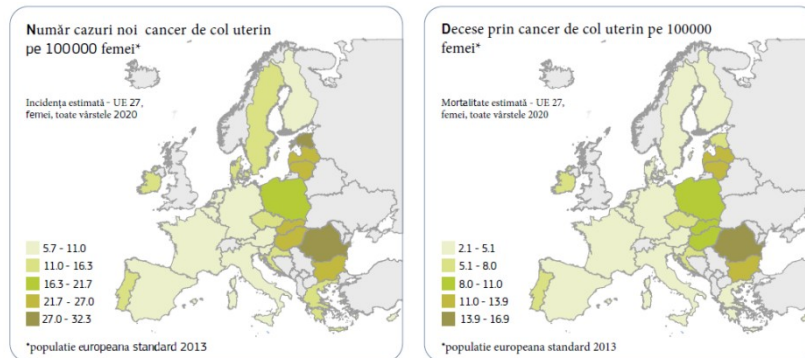 Număr cazuri noi cancer de col uterin
pe 100000 femei*
Incidența estimată - UE 27,
femei, toate vârstele 2020
5.7 - 11.0
11.0 - 16.3
16.3 - 21.7
21.7 - 27.0
27.0 - 32.3
*populatie europeana standard 2013
Decese prin cancer de col uterin pe 100000
femei*
Mortalitate estimată - UE 27,
femei, toate vârstele 2020
2.1 - 5.1
5.1 - 8.0
8.0 - 11.0
11.0 - 13.9
13.9 - 16.9
*populatie europeana standard 2013